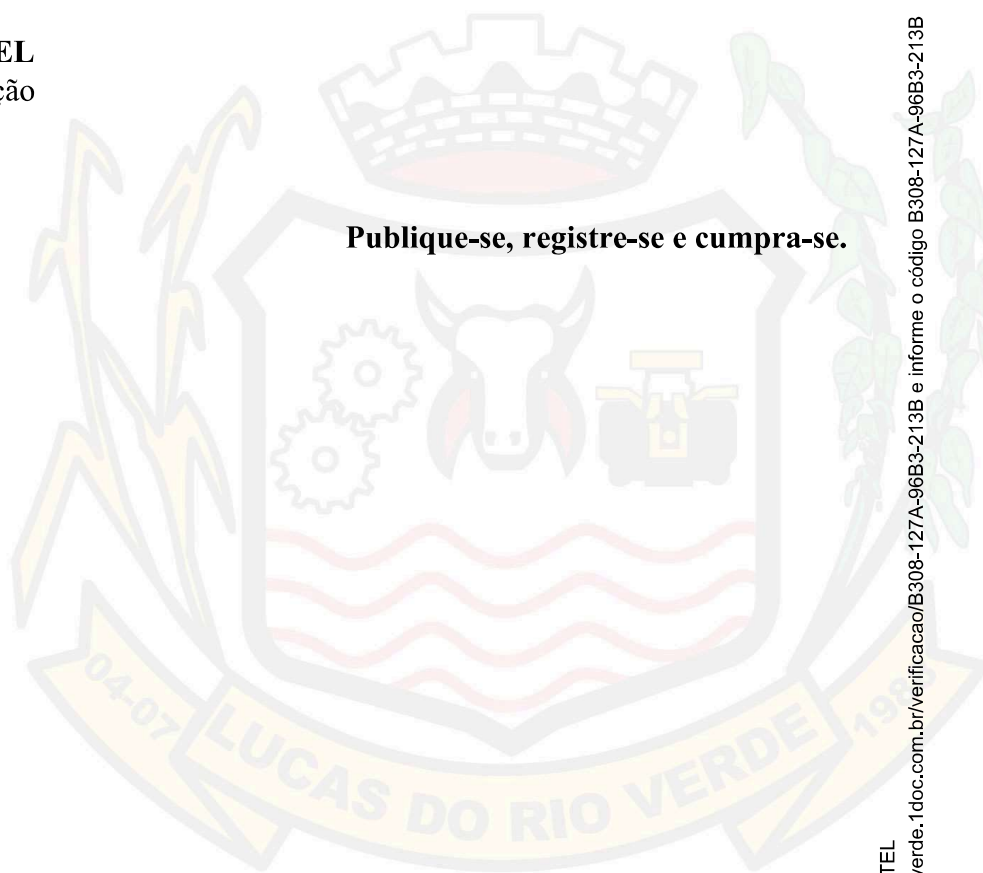 EL
ção
Publique-se, registre-se e cumpra-se.
04-07
LUCAS DO RIO VERDE
TEL
verde.1doc.com.br/verificacao/B308-127A-96B3-213B e informe o código B308-127A-96B3-213B